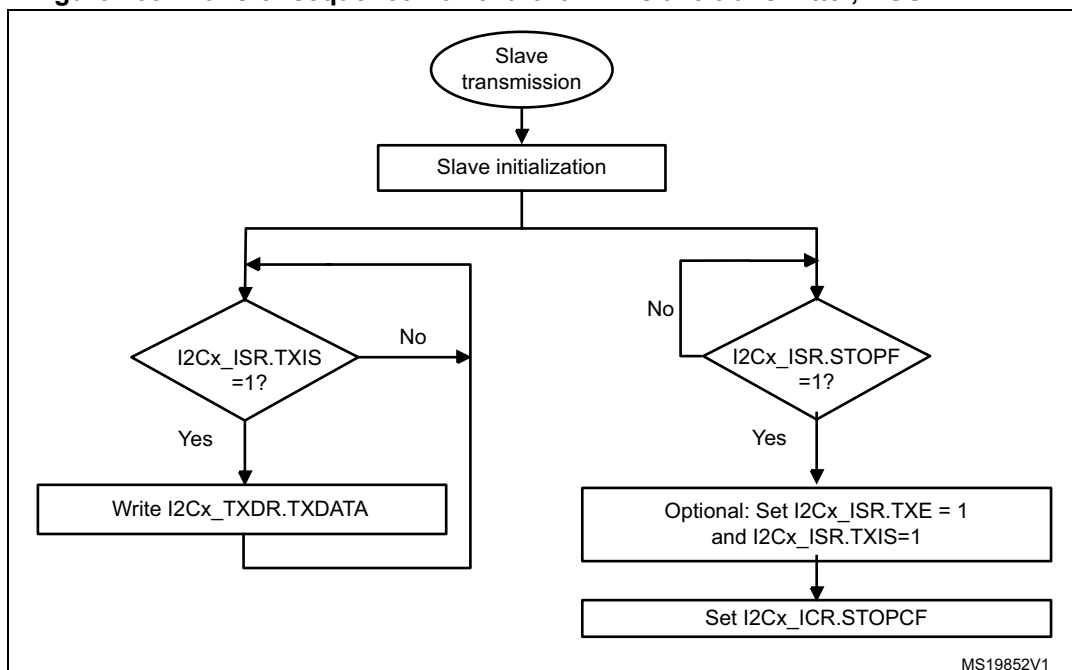 Slave
transmission
Slave initialization
I2Cx_ISR.TXIS
=1?
No
Yes
Write I2Cx_TXDR.TXDATA
No
I2Cx_ISR.STOPF
=1?
Yes
Optional: Set I2Cx_ISR.TXE = 1
and I2Cx_ISR.TXIS=1
Set I2Cx_ICR.STOPCF
MS19852V1